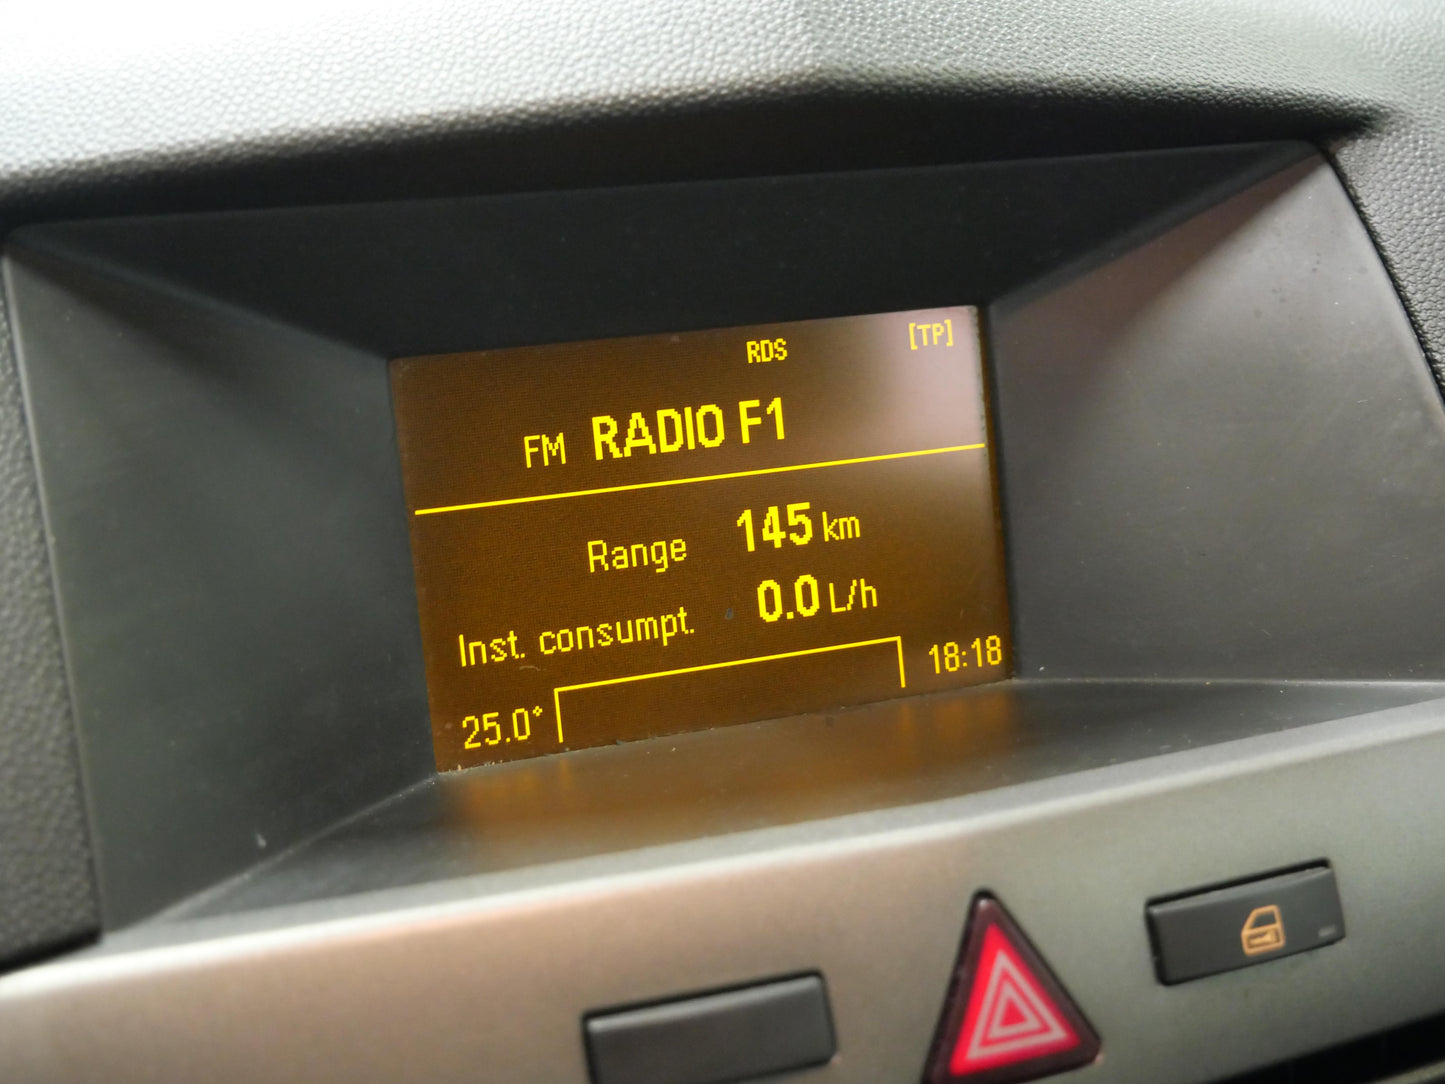 RDS [TP]
FM RADIO F1
Range 145 km
Inst. consumpt. 0.0 L/h
25.0° 18:18